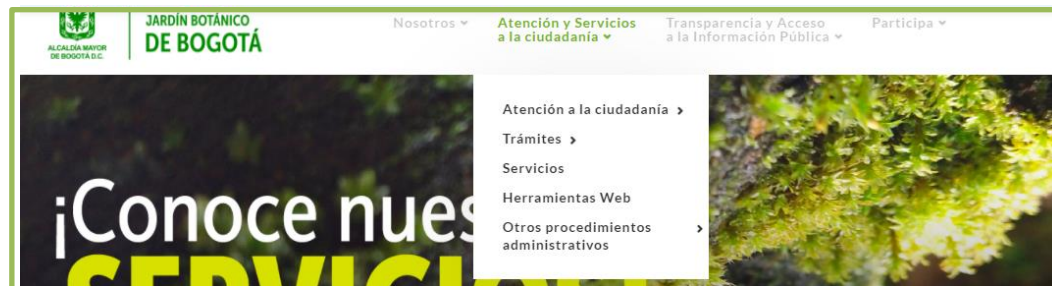 ALCALDÍA MAYOR
DE BOGOTÁ D.C.
JARDÍN BOTÁNICO
DE BOGOTÁ
Nosotros
Atención y Servicios
a la ciudadanía
Transparencia y Acceso
a la Información Pública
Participa
Atención a la ciudadanía
Trámites
Servicios
Herramientas Web
Otros procedimientos
administrativos
¡Conoce nues